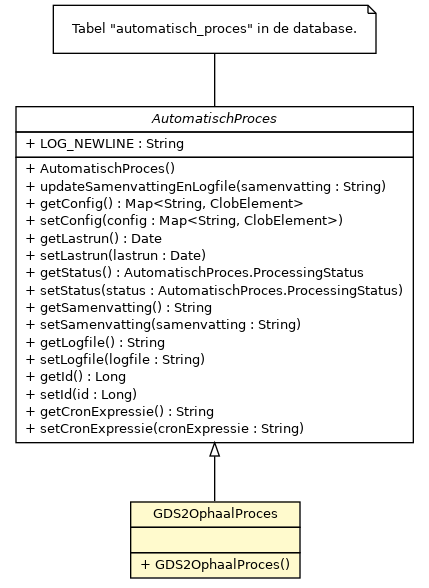 Tabel "automatisch_proces" in de database.
AutomatischProces
+ LOG_NEWLINE : String
+ AutomatischProces()
+ updateSamenvattingEnLogfile(samenvatting : String)
+ getConfig() : Map<String, ClobElement>
+ setConfig(config : Map<String, ClobElement>)
+ getLastrun() : Date
+ setLastrun(lastrun : Date)
+ getStatus() : AutomatischProces.ProcessingStatus
+ setStatus(status : AutomatischProces.ProcessingStatus)
+ getSamenvatting() : String
+ setSamenvatting(samenvatting : String)
+ getLogfile() : String
+ setLogfile(logfile : String)
+ getId() : Long
+ setId(id : Long)
+ getCronExpressie() : String
+ setCronExpressie(cronExpressie : String)
GDS2OphaalProces
+ GDS2OphaalProces()